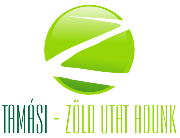 TAMÁSI - ZÖLD UTAT ADUNK